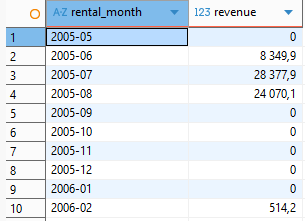 A-Z rental_month 123 revenue
1 2005-05 0
2 2005-06 8 349,9
3 2005-07 28 377,9
4 2005-08 24 070,1
5 2005-09 0
6 2005-10 0
7 2005-11 0
8 2005-12 0
9 2006-01 0
10 2006-02 514,2